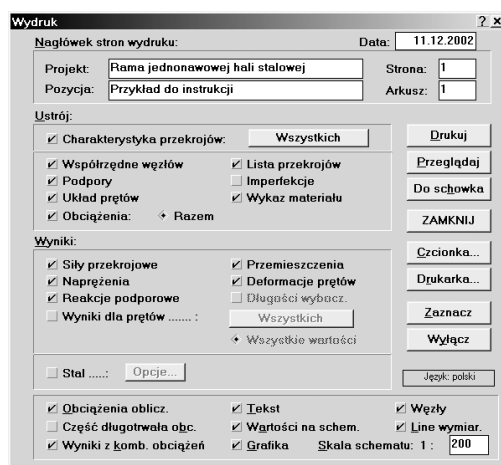 Wydruk ? x
Nagłówek stron wydruku: Data: 11.12.2002
Projekt: Rama jednonawowej hali stalowej Strona: 1
Pozycja: Przykład do instrukcji Arkusz: 1
Ustrój:
Charakterystyka przekrojów: Wszystkich
Współrzędne węzłów Lista przekrojów
Podpory Imperfekcje
Układ prętów Wykaz materiału
Obciążenia: Razem
Drukuj
Przeglądaj
Do schowka
ZAMKNIJ
Wyniki:
Siły przekrojowe Przemieszczenia
Naprężenia Deformacje prętów
Reakcje podporowe Długości wybocz.
Wyniki dla prętów ....... : Wszystkich
Wszystkie wartości
Stal .....: Opcje...
Czcionka...
Drukarka...
Zaznacz
Wyłącz
Język: polski
Obciążenia oblicz. Tekst Węzły
Część długotrwała obc. Wartości na schem. Line wymiar.
Wyniki z komb. obciążeń Grafika Skala schematu: 1 : 200